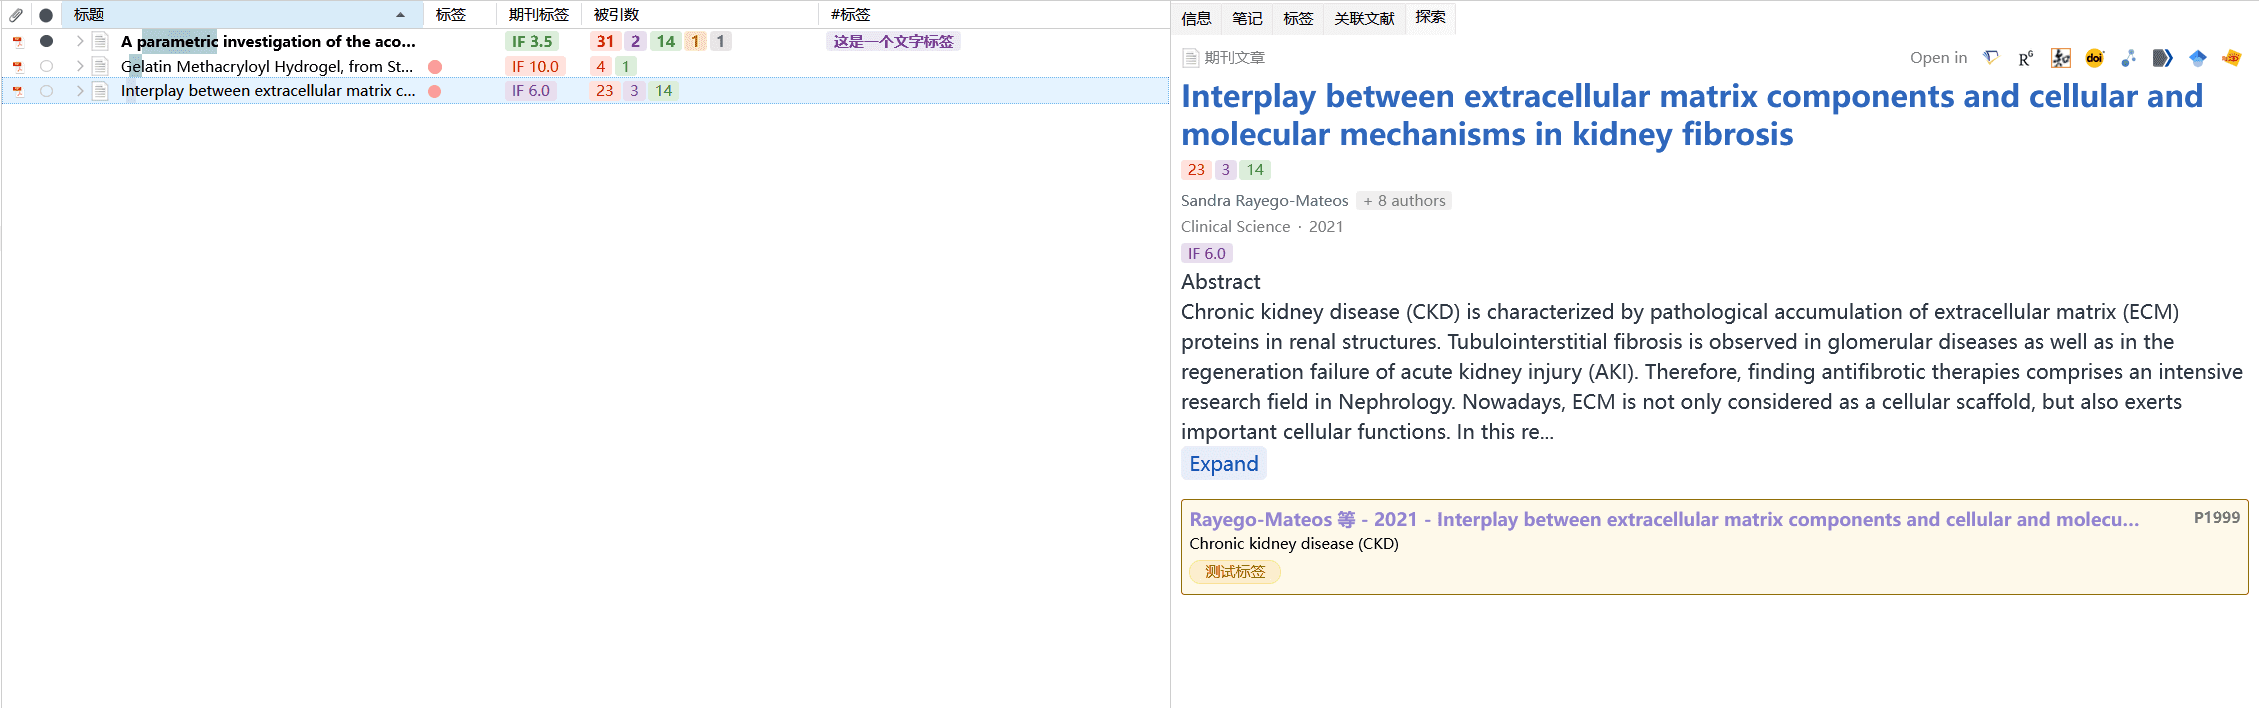 标题 标签 期刊标签 被引数 #标签
A parametric investigation of the aco... IF 3.5 31 2 14 1 1 这是一个文字标签
Gelatin Methacryloyl Hydrogel, from St... IF 10.0 4 1
Interplay between extracellular matrix c... IF 6.0 23 3 14
信息 笔记 标签 关联文献 探索
期刊文章 Open in RG 知 doi
Interplay between extracellular matrix components and cellular and
molecular mechanisms in kidney fibrosis
23 3 14
Sandra Rayego-Mateos + 8 authors
Clinical Science · 2021
IF 6.0
Abstract
Chronic kidney disease (CKD) is characterized by pathological accumulation of extracellular matrix (ECM)
proteins in renal structures. Tubulointerstitial fibrosis is observed in glomerular diseases as well as in the
regeneration failure of acute kidney injury (AKI). Therefore, finding antifibrotic therapies comprises an intensive
research field in Nephrology. Nowadays, ECM is not only considered as a cellular scaffold, but also exerts
important cellular functions. In this re...
Expand
Rayego-Mateos 等 - 2021 - Interplay between extracellular matrix components and cellular and molecu... P1999
Chronic kidney disease (CKD)
测试标签